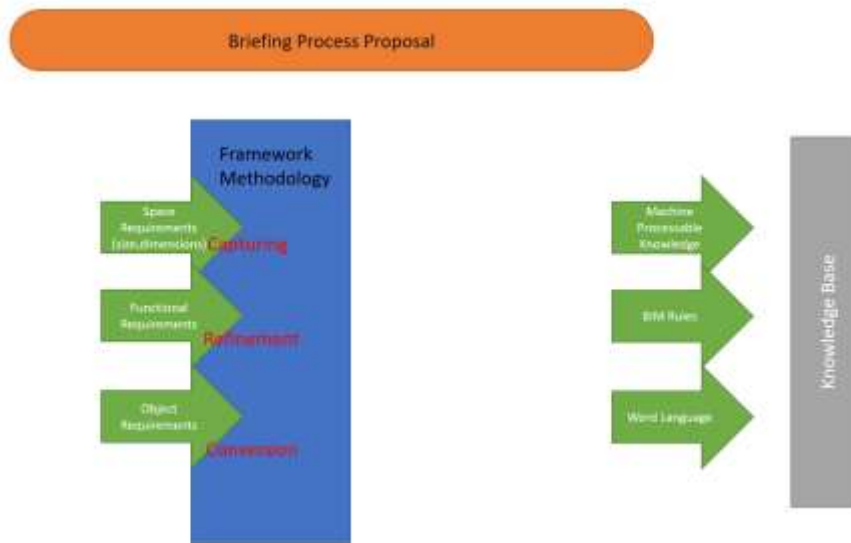 Briefing Process Proposal
Framework
Methodology
Space
Requirements
(size,dimensions)
Capturing
Functional
Requirements
Refinement
Object
Requirements
Conversion
Machine
Processable
Knowledge
BIM Rules
Word Language
Knowledge Base